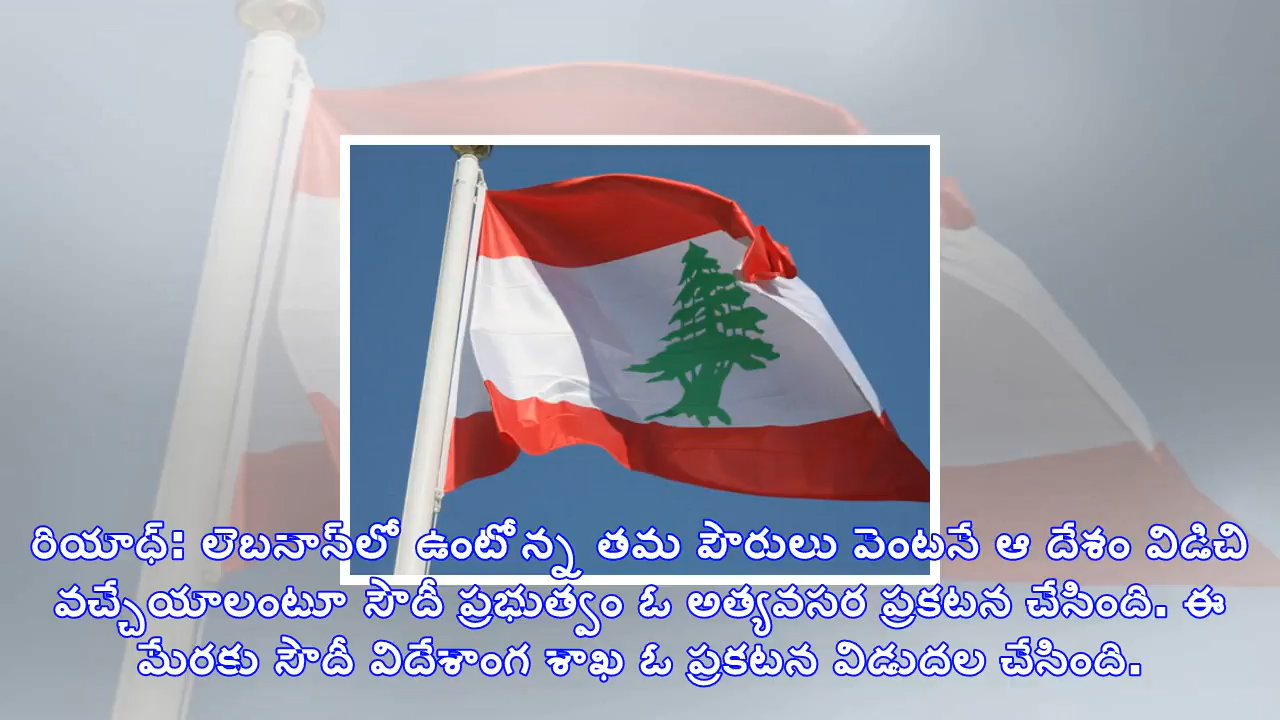 రియాధ్: లెబనాన్‌లో ఉంటోన్న తమ పౌరులు వెంటనే ఆ దేశం విడిచి
వచ్చేయాలంటూ సౌదీ ప్రభుత్వం ఓ అత్యవసర ప్రకటన చేసింది. ఈ
మేరకు సౌదీ విదేశాంగ శాఖ ఓ ప్రకటన విడుదల చేసింది.